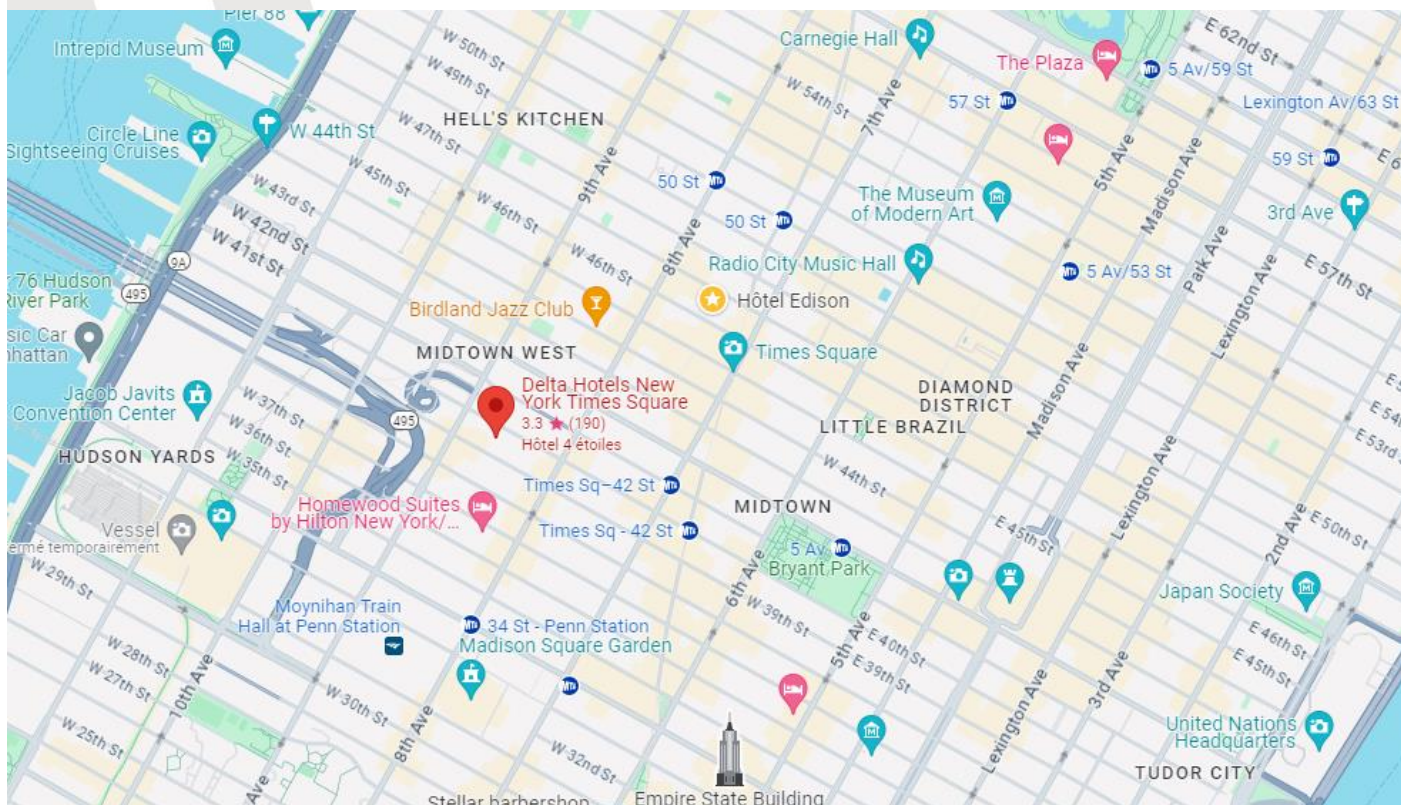 Pier 88
Intrepid Museum
W 50th St
W 49th St
Carnegie Hall
The Plaza
E 62nd St
5 Av/59 St
57 St
Lexington Av/63 St
W 54th St
7th Ave
HELL'S KITCHEN
W 47th St
Circle Line
Sightseeing Cruises
W 44th St
9th Ave
W 45th St
50 St
5th Ave
Madison Ave
59 St
The Museum
of Modern Art
3rd Ave
W 43rd St
W 46th St
50 St
8th Ave
W 42nd St
W 41st St
W 46th St
Radio City Music Hall
5 Av/53 St
Park Ave
E 57th St
9A
495
76 Hudson
River Park
Birdland Jazz Club
Hôtel Edison
Lexington Ave
MIDTOWN WEST
Times Square
Madison Ave
Jacob Javits
Convention Center
Delta Hotels New
York Times Square
3.3 ★ (190)
Hôtel 4 étoiles
DIAMOND
DISTRICT
LITTLE BRAZIL
W 37th St
W 36th St
W 35th St
495
E 53rd
HUDSON YARDS
W 44th St
Times Sq–42 St
Homewood Suites
by Hilton New York/...
MIDTOWN
Lexington Ave
2nd Ave
E 50th St
E 45th St
Vessel
temporairement
Times Sq - 42 St
5 Av
Bryant Park
W 29th St
6th Ave
W 39th St
Japan Society
Moynihan Train
Hall at Penn Station
34 St - Penn Station
Madison Square Garden
5th Ave
E 40th St
E 39th St
E 46th St
E 45th St
W 28th St
W 27th St
10th Ave
W 30th St
3rd Ave
W 25th St
8th Ave
W 32nd St
Lexington Ave
United Nations
Headquarters
TUDOR CITY
Ave
Stellar barbershop
Empire State Building